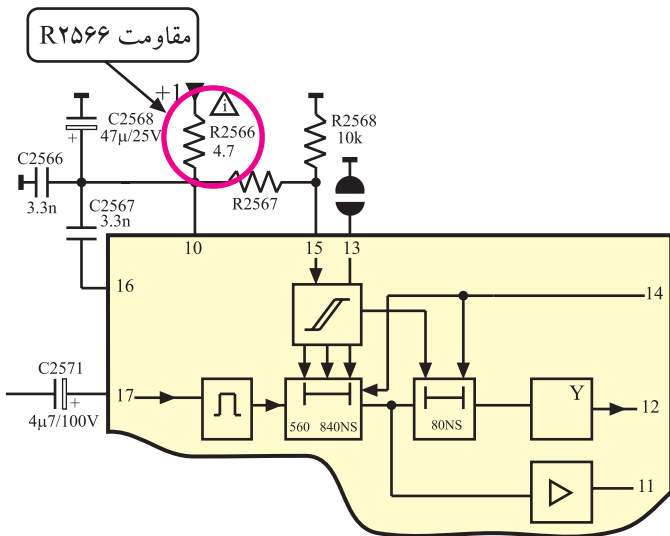 مقاومت R۲۵۶۶
+1
i
C2568
47µ/25V
+
R2566
4.7
R2568
10k
C2566
3.3n
C2567
3.3n
R2567
10
15
13
16
14
C2571
+
4µ7/100V
17
560 840NS
80NS
Y
12
11